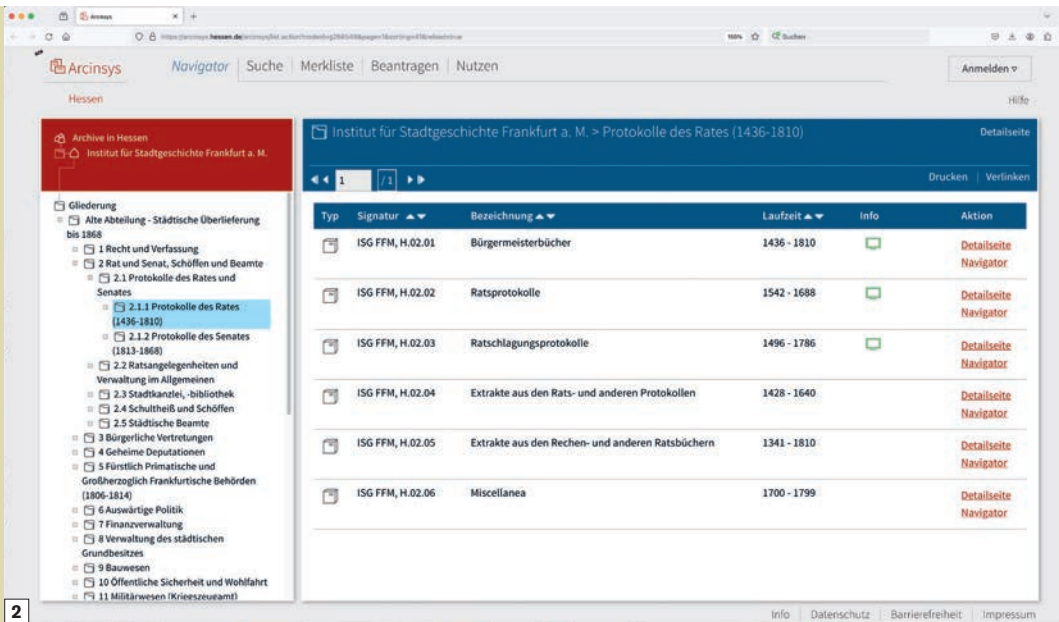 Arcinsys
100%
Suchen
Arcinsys
Navigator
Suche
Merkliste
Beantragen
Nutzen
Anmelden
Hessen
Hilfe
Archive in Hessen
Institut für Stadtgeschichte Frankfurt a. M.
Gliederung
Alte Abteilung - Städtische Überlieferung
bis 1868
1 Recht und Verfassung
2 Rat und Senat, Schöffen und Beamte
2.1 Protokolle des Rates und
Senates
2.1.1 Protokolle des Rates
(1436-1810)
2.1.2 Protokolle des Senates
(1813-1868)
2.2 Ratsangelegenheiten und
Verwaltung im Allgemeinen
2.3 Stadtkanzlei, -bibliothek
2.4 Schultheiß und Schöffen
2.5 Städtische Beamte
3 Bürgerliche Vertretungen
4 Geheime Deputationen
5 Fürstlich Primatische und
Großherzoglich Frankfurtische Behörden
(1806-1814)
6 Auswärtige Politik
7 Finanzverwaltung
8 Verwaltung des städtischen
Grundbesitzes
9 Bauwesen
10 Öffentliche Sicherheit und Wohlfahrt
11 Militärwesen (Kriegszeugamt)
Institut für Stadtgeschichte Frankfurt a. M. > Protokolle des Rates (1436-1810)
Detailseite
1 /1
Drucken Verlinken
Typ Signatur Bezeichnung Laufzeit Info Aktion
ISG FFM, H.02.01 Bürgermeisterbücher 1436 - 1810 Detailseite
Navigator
ISG FFM, H.02.02 Ratsprotokolle 1542 - 1688 Detailseite
Navigator
ISG FFM, H.02.03 Ratschlagungsprotokolle 1496 - 1786 Detailseite
Navigator
ISG FFM, H.02.04 Extrakte aus den Rats- und anderen Protokollen 1428 - 1640 Detailseite
Navigator
ISG FFM, H.02.05 Extrakte aus den Rechen- und anderen Ratsbüchern 1341 - 1810 Detailseite
Navigator
ISG FFM, H.02.06 Miscellanea 1700 - 1799 Detailseite
Navigator
Info Datenschutz Barrierefreiheit Impressum
2